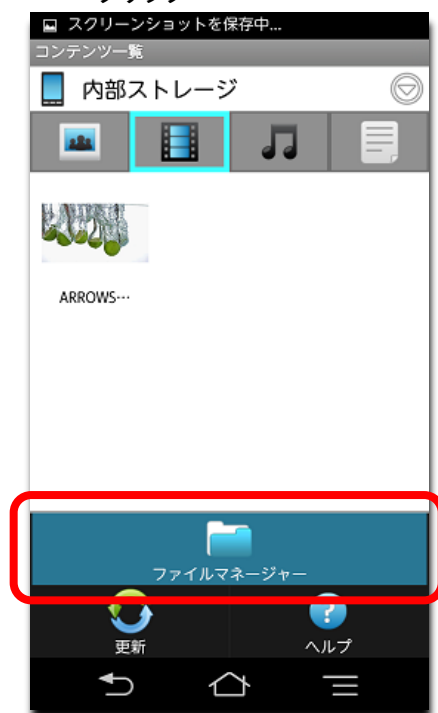 スクリーンショットを保存中...
コンテンツ一覧
内部ストレージ
ARROWS…
ファイルマネージャー
更新
ヘルプ